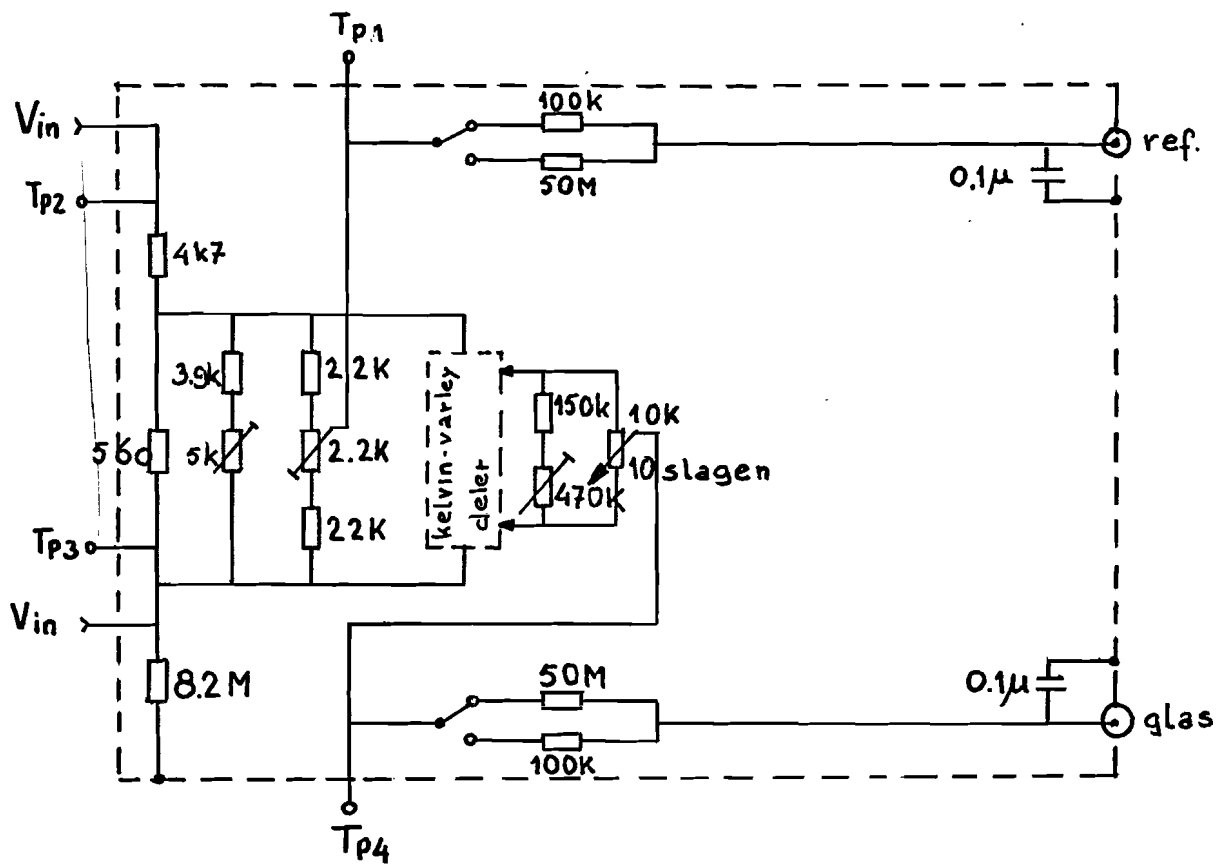 Tp1
Vin
100k
50M
0,1µ
ref.
Tp2
4k7
3.9k
2.2K
150k
10K
560
5k
2.2K
470K
10 slagen
kelvin-varley
deler
22K
Tp3
Vin
8.2M
50M
100k
0.1µ
glas
Tp4